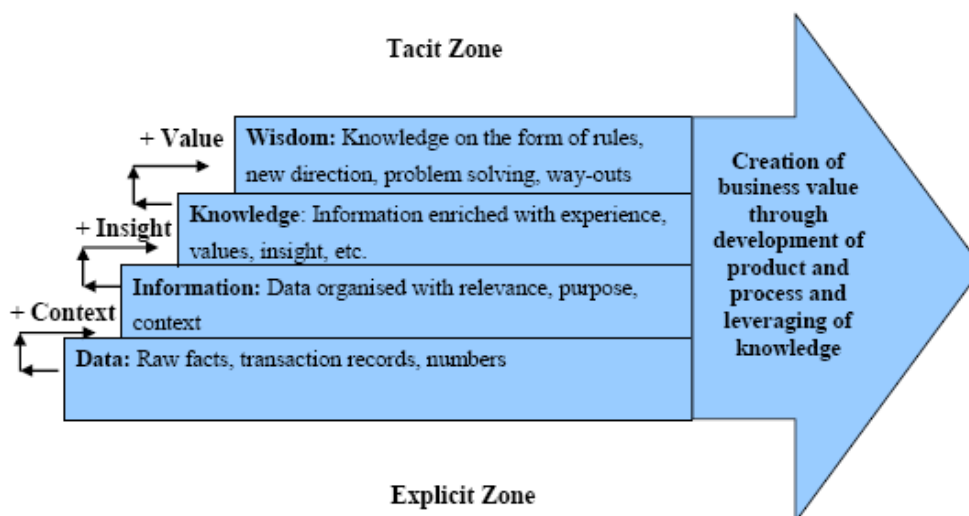 Tacit Zone
+ Value
Wisdom: Knowledge on the form of rules,
new direction, problem solving, way-outs
+ Insight
Knowledge: Information enriched with experience,
values, insight, etc.
+ Context
Information: Data organised with relevance, purpose,
context
Data: Raw facts, transaction records, numbers
Creation of
business value
through
development of
product and
process and
leveraging of
knowledge
Explicit Zone